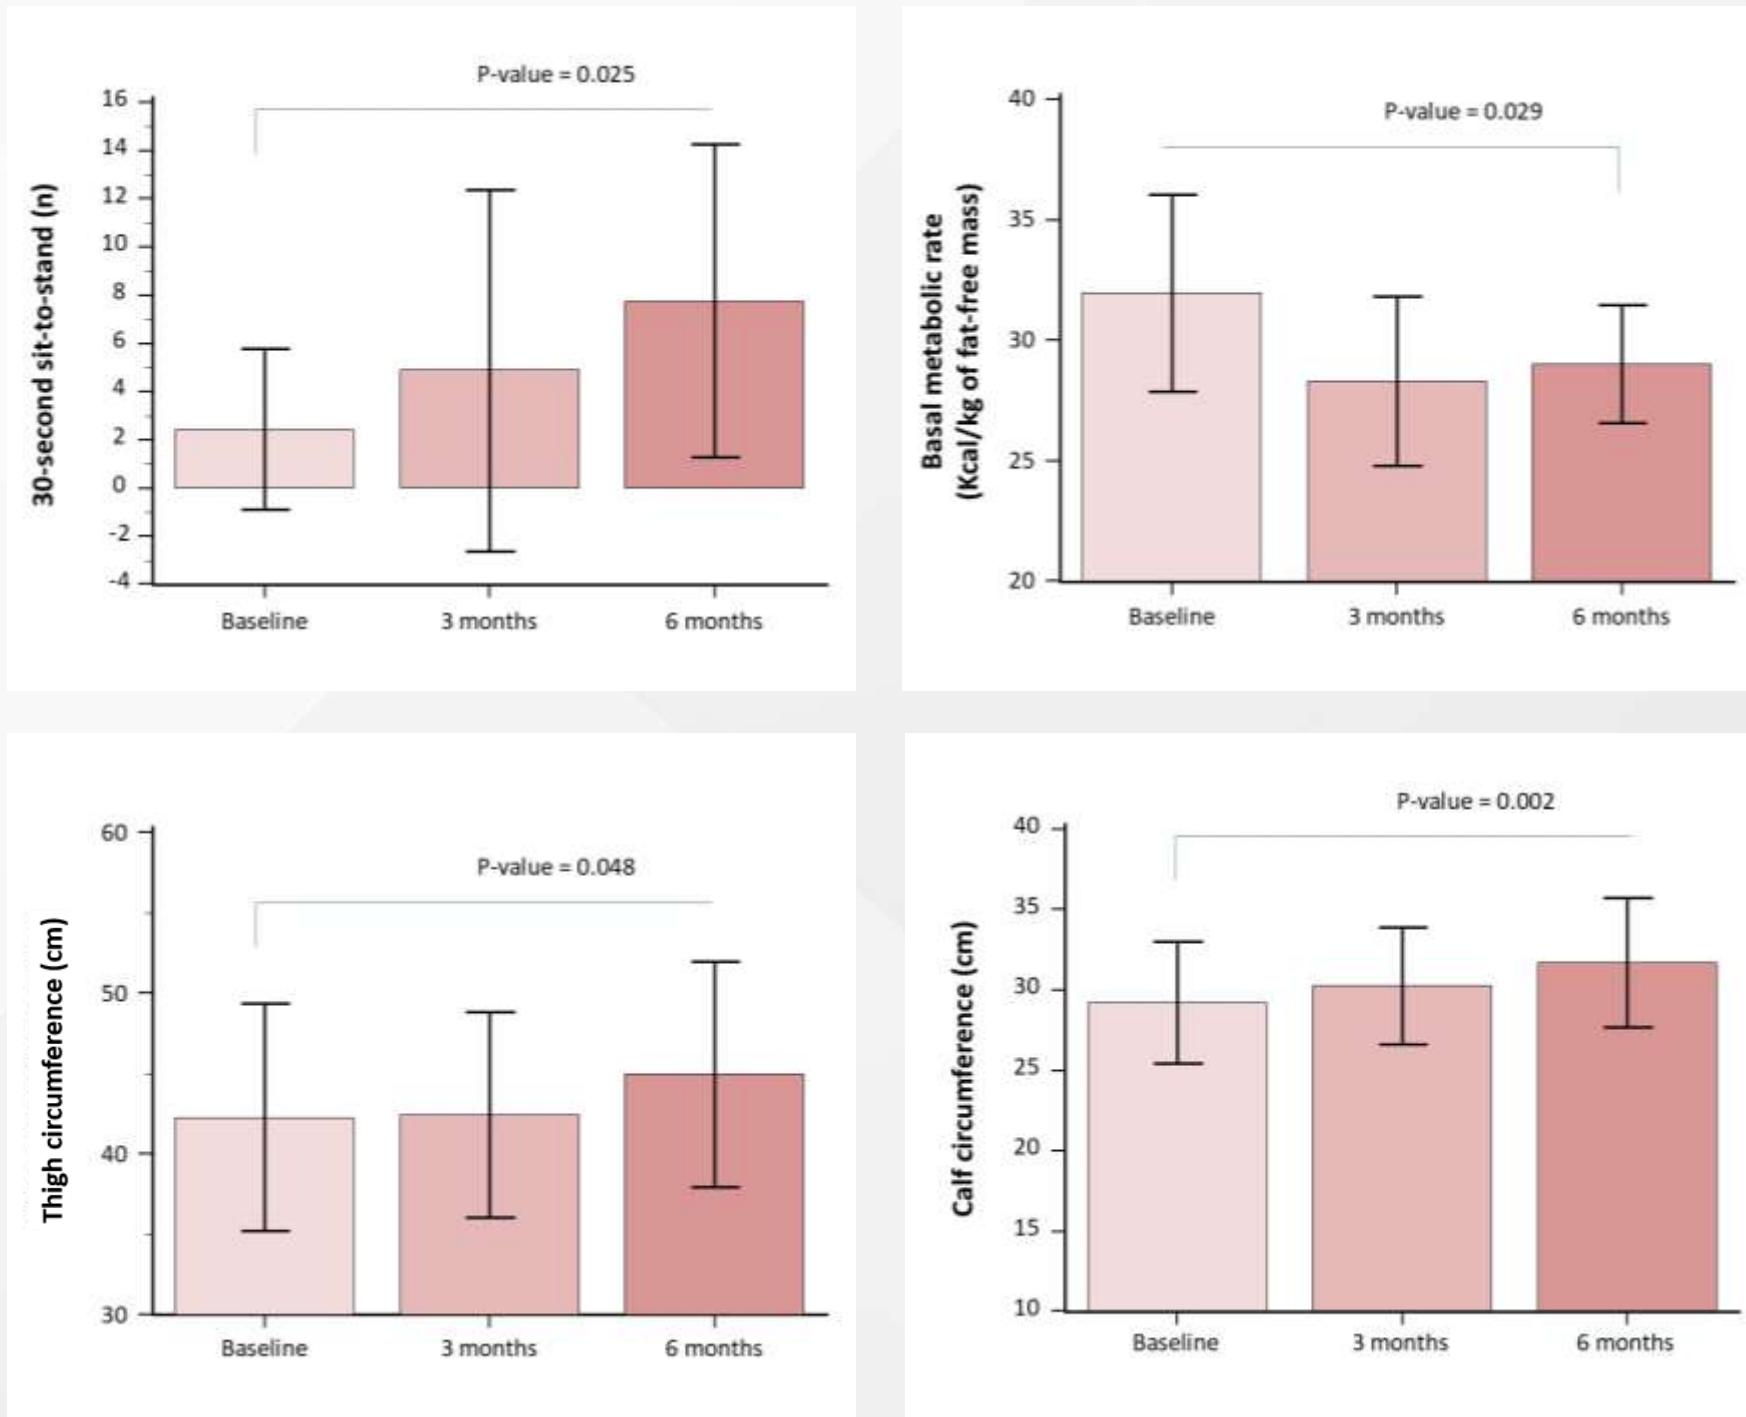 P-value = 0.025
30-second sit-to-stand (n)
16
14
12
10
8
6
4
2
0
-2
-4
Baseline
3 months
6 months
P-value = 0.029
Basal metabolic rate
(Kcal/kg of fat-free mass)
40
35
30
25
20
Baseline
3 months
6 months
P-value = 0.048
Thigh circumference (cm)
60
50
40
30
Baseline
3 months
6 months
P-value = 0.002
Calf circumference (cm)
40
35
30
25
20
15
10
Baseline
3 months
6 months